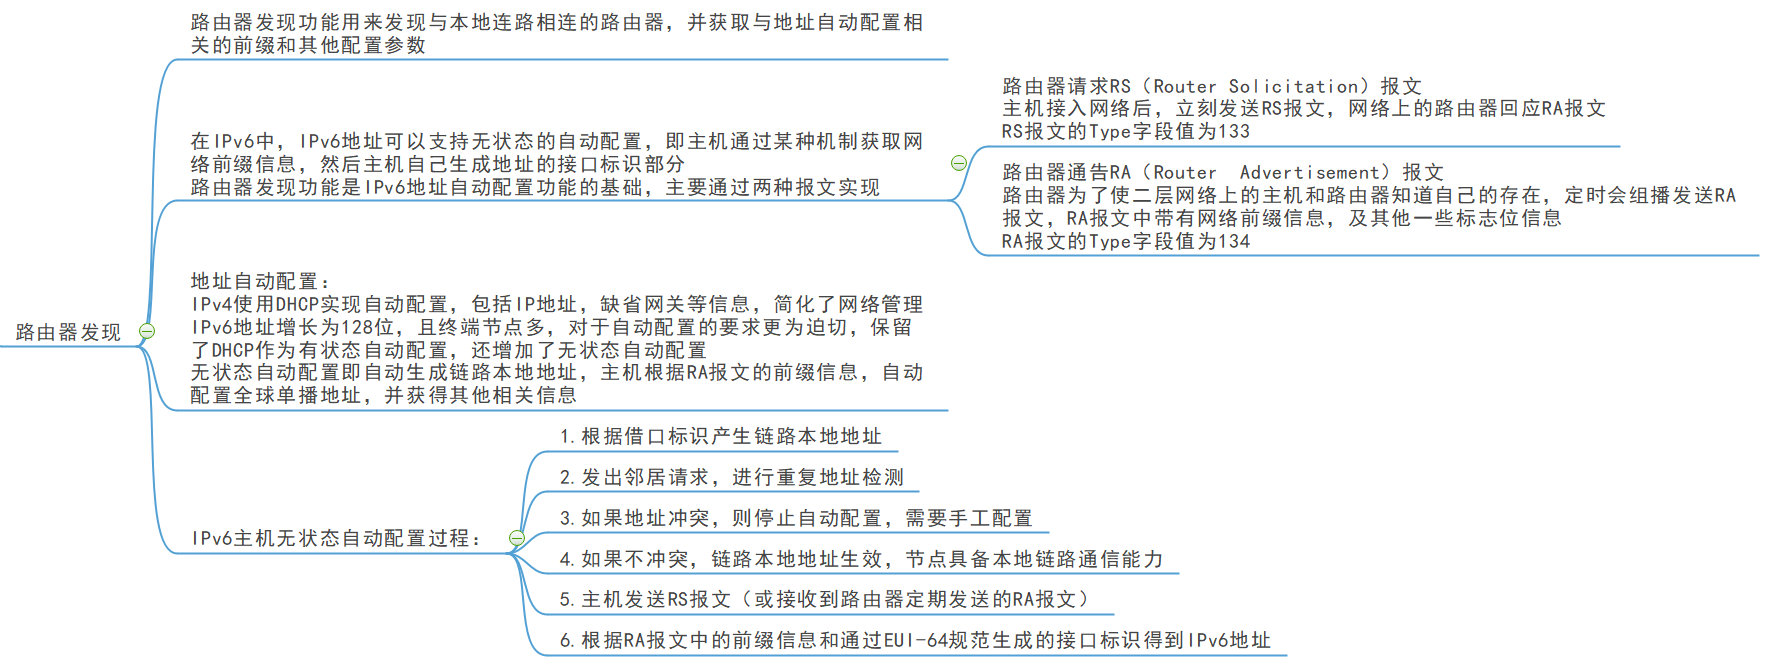 路由器发现
路由器发现功能用来发现与本地连路相连的路由器，并获取与地址自动配置相
关的前缀和其他配置参数
在IPv6中，IPv6地址可以支持无状态的自动配置，即主机通过某种机制获取网
络前缀信息，然后主机自己生成地址的接口标识部分
路由器发现功能是IPv6地址自动配置功能的基础，主要通过两种报文实现
路由器请求RS（Router Solicitation）报文
主机接入网络后，立刻发送RS报文，网络上的路由器回应RA报文
RS报文的Type字段值为133
路由器通告RA（Router  Advertisement）报文
路由器为了使二层网络上的主机和路由器知道自己的存在，定时会组播发送RA
报文，RA报文中带有网络前缀信息，及其他一些标志位信息
RA报文的Type字段值为134
地址自动配置：
IPv4使用DHCP实现自动配置，包括IP地址，缺省网关等信息，简化了网络管理
IPv6地址增长为128位，且终端节点多，对于自动配置的要求更为迫切，保留
了DHCP作为有状态自动配置，还增加了无状态自动配置
无状态自动配置即自动生成链路本地地址，主机根据RA报文的前缀信息，自动
配置全球单播地址，并获得其他相关信息
IPv6主机无状态自动配置过程：
1.根据借口标识产生链路本地地址
2.发出邻居请求，进行重复地址检测
3.如果地址冲突，则停止自动配置，需要手工配置
4.如果不冲突，链路本地地址生效，节点具备本地链路通信能力
5.主机发送RS报文（或接收到路由器定期发送的RA报文）
6.根据RA报文中的前缀信息和通过EUI-64规范生成的接口标识得到IPv6地址